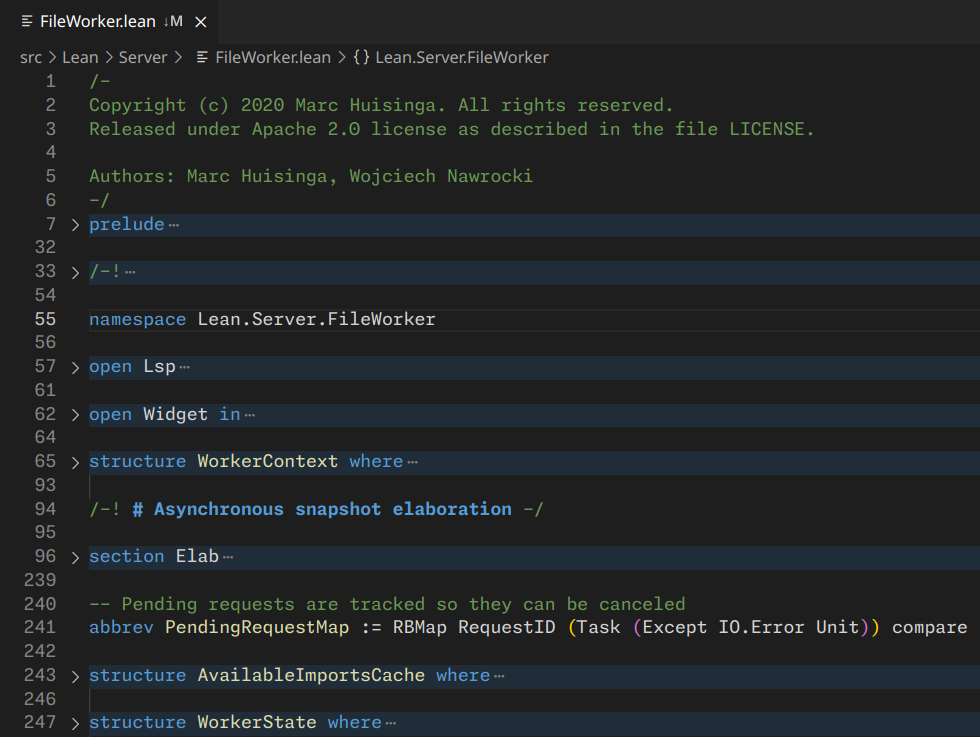 FileWorker.lean ↓M ×
src > Lean > Server > FileWorker.lean > {} Lean.Server.FileWorker
1 /-
2 Copyright (c) 2020 Marc Huisinga. All rights reserved.
3 Released under Apache 2.0 license as described in the file LICENSE.
4
5 Authors: Marc Huisinga, Wojciech Nawrocki
6 -/
7 > prelude ⋯
32
33 > /-! ⋯
54
55 namespace Lean.Server.FileWorker
56
57 > open Lsp ⋯
61
62 > open Widget in ⋯
64
65 > structure WorkerContext where ⋯
93
94 /-! # Asynchronous snapshot elaboration -/
95
96 > section Elab ⋯
239
240 -- Pending requests are tracked so they can be canceled
241 abbrev PendingRequestMap := RBMap RequestID (Task (Except IO.Error Unit)) compare
242
243 > structure AvailableImportsCache where ⋯
246
247 > structure WorkerState where ⋯